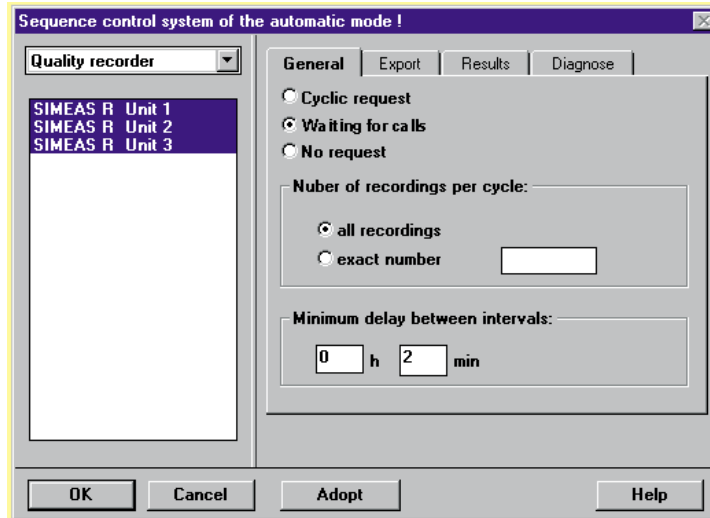 Sequence control system of the automatic mode !
Quality recorder
SIMEAS R Unit 1
SIMEAS R Unit 2
SIMEAS R Unit 3
General Export Results Diagnose
Cyclic request
Waiting for calls
No request
Nuber of recordings per cycle:
all recordings
exact number
Minimum delay between intervals:
0 h 2 min
OK Cancel Adopt Help